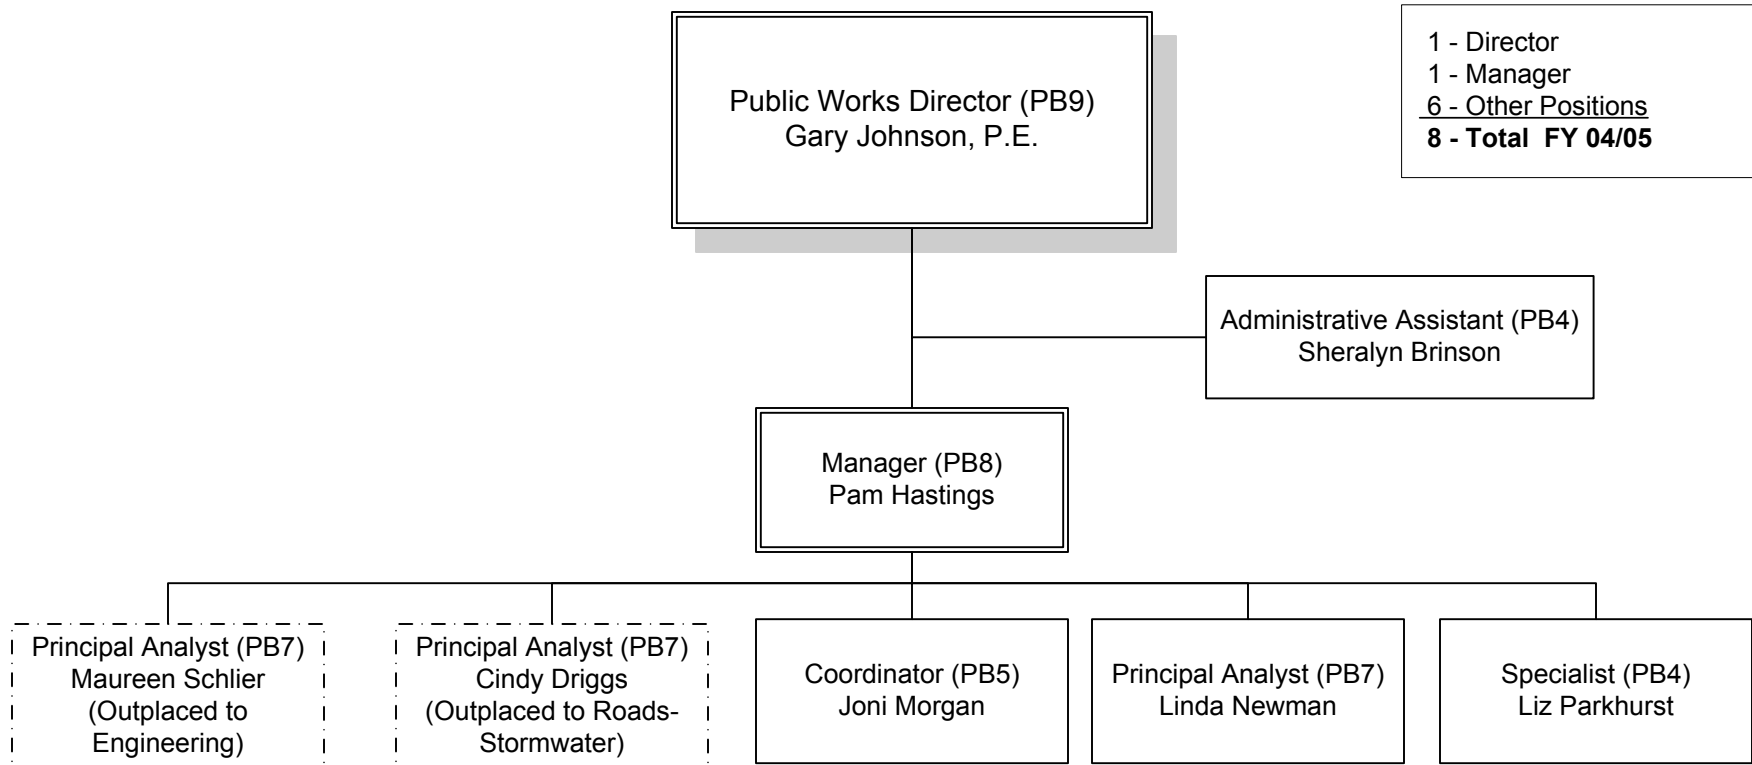 Public Works Director (PB9)
Gary Johnson, P.E.
1 - Director
1 - Manager
6 - Other Positions
8 - Total  FY 04/05
Administrative Assistant (PB4)
Sheralyn Brinson
Manager (PB8)
Pam Hastings
Principal Analyst (PB7)
Maureen Schlier
(Outplaced to
Engineering)
Principal Analyst (PB7)
Cindy Driggs
(Outplaced to Roads-
Stormwater)
Coordinator (PB5)
Joni Morgan
Principal Analyst (PB7)
Linda Newman
Specialist (PB4)
Liz Parkhurst